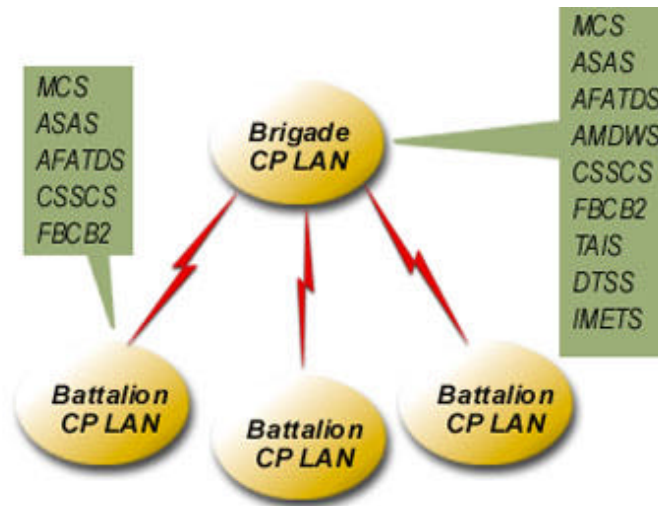 MCS
ASAS
AFATDS
CSSCS
FBCB2
Brigade
CP LAN
MCS
ASAS
AFATDS
AMDWS
CSSCS
FBCB2
TAIS
DTSS
IMETS
Battalion
CP LAN
Battalion
CP LAN
Battalion
CP LAN